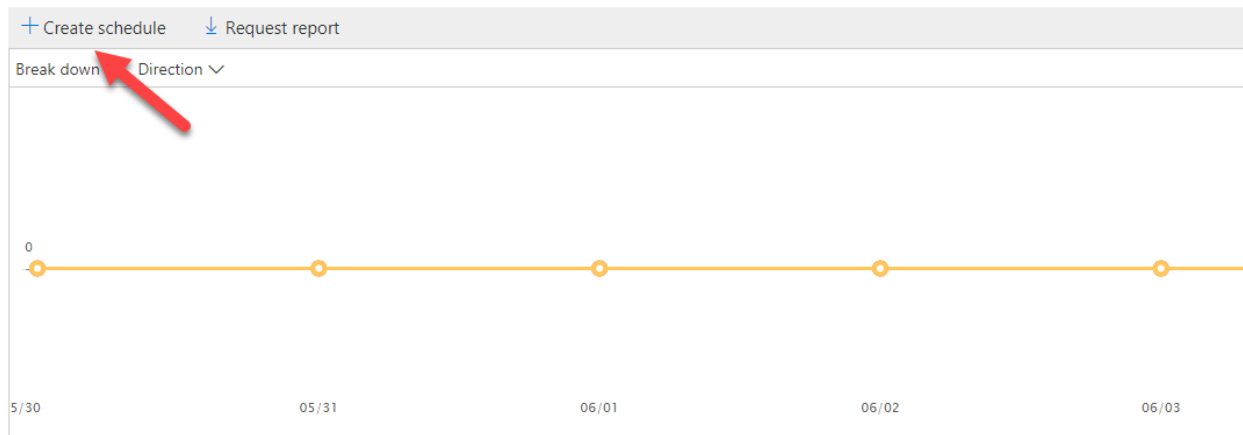 Create schedule Request report
Break down Direction
0
5/30 05/31 06/01 06/02 06/03